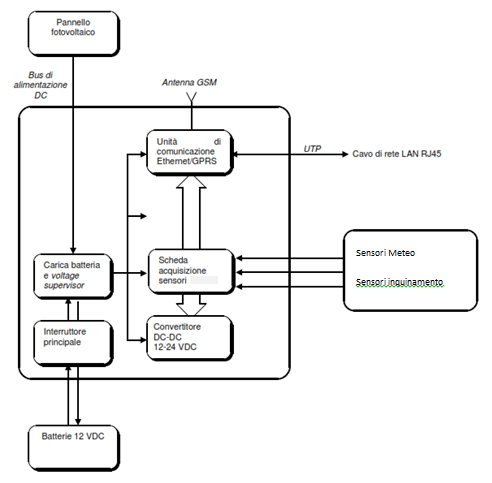 Pannello
fotovoltaico
Bus di
alimentazione
DC
Antenna GSM
Unità di
comunicazione
Ethernet/GPRS
UTP
Cavo di rete LAN RJ45
Carica batteria
e voltage
supervisor
Scheda
acquisizione
sensori
Sensori Meteo
Sensori inquinamento
Interruttore
principale
Convertitore
DC-DC
12-24 VDC
Batterie 12 VDC